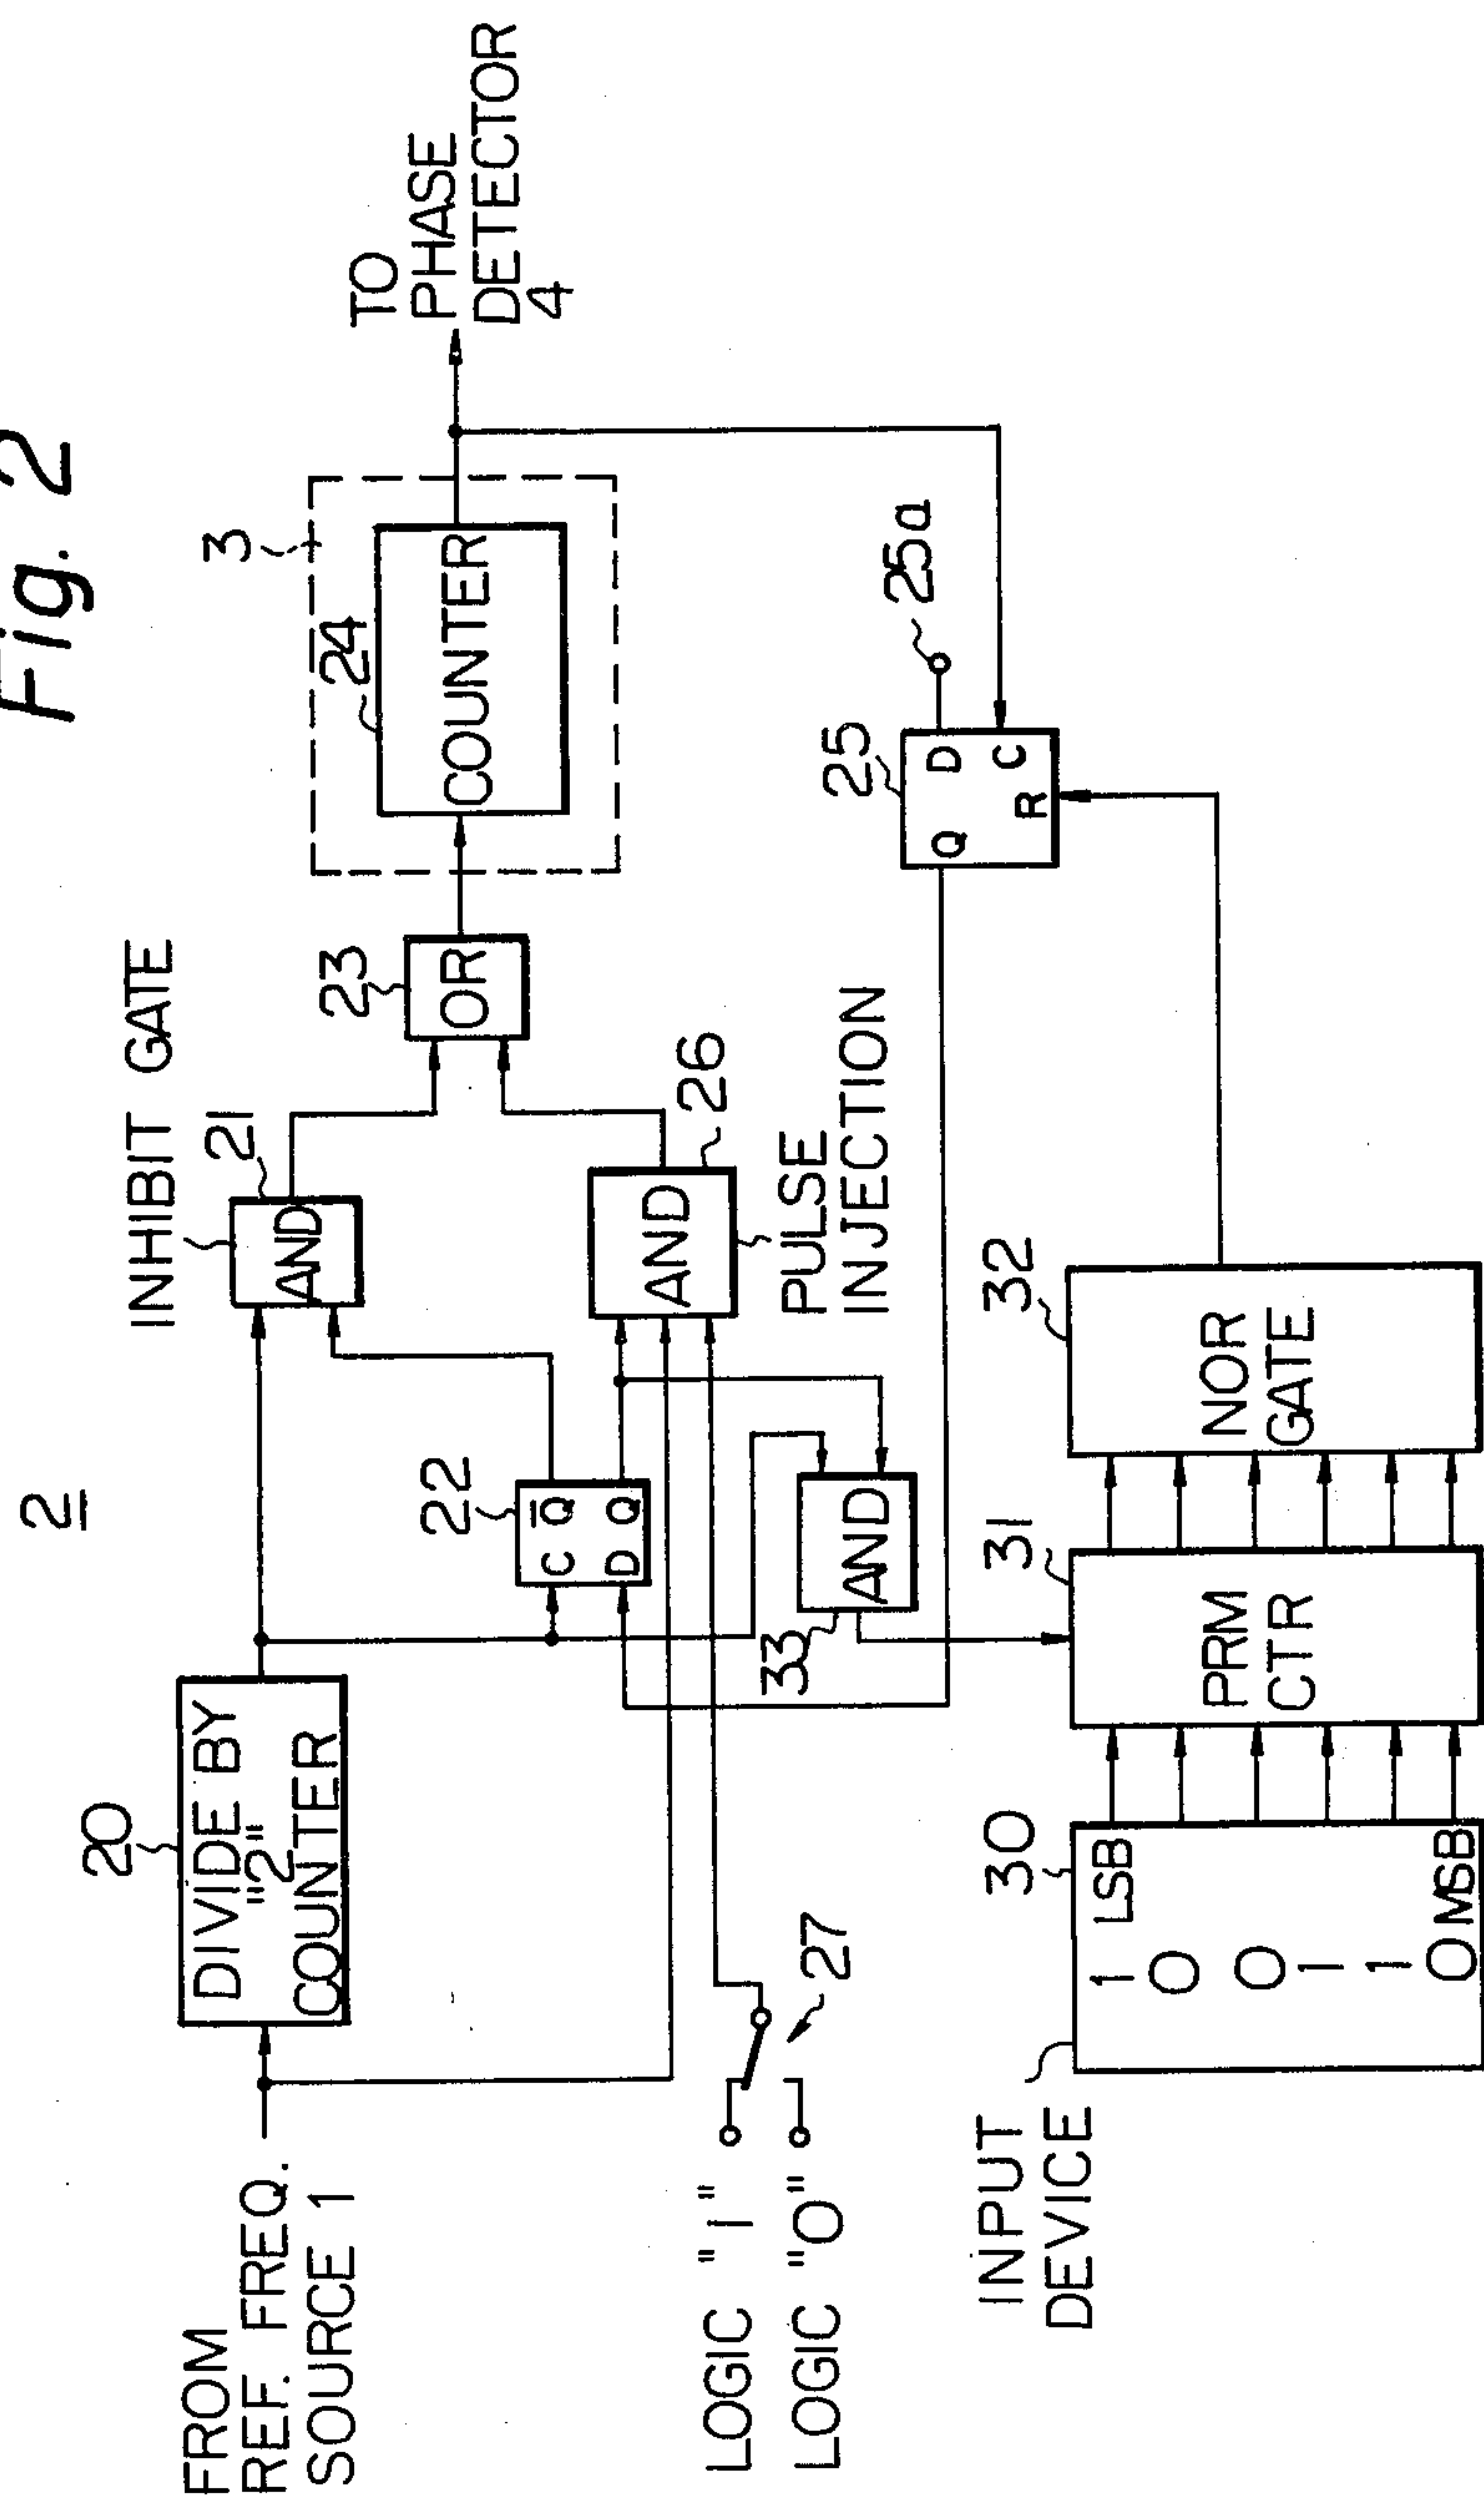 Fig. 2
2
FROM
REF. FREQ.
SOURCE 1
20
DIVIDE BY
"2"
COUNTER
INHIBIT GATE
21
AND
22
C Q̅
D Q
23
OR
3
24
COUNTER
TO
PHASE
DETECTOR
4
AND
26
PULSE
INJECTION
LOGIC "1"
LOGIC "0"
27
33
AND
25
Q D
R C
25a
INPUT
DEVICE
30
1 LSB
0
0
1
1
0 MSB
31
PRM
CTR
32
NOR
GATE